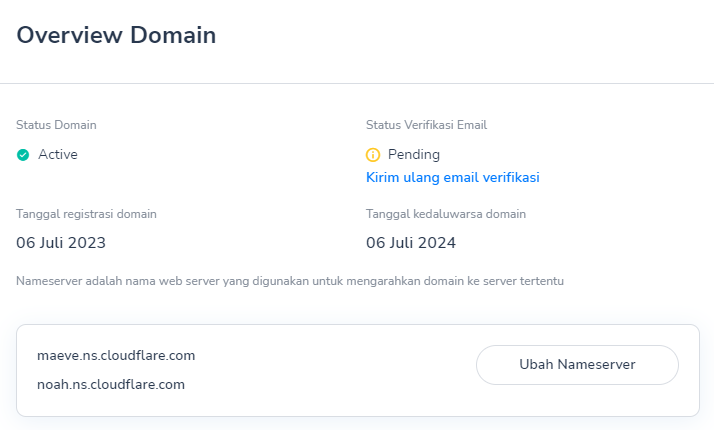 Overview Domain
Status Domain
Status Verifikasi Email
Active
Pending
Kirim ulang email verifikasi
Tanggal registrasi domain
Tanggal kedaluwarsa domain
06 Juli 2023
06 Juli 2024
Nameserver adalah nama web server yang digunakan untuk mengarahkan domain ke server tertentu
maeve.ns.cloudflare.com
Ubah Nameserver
noah.ns.cloudflare.com